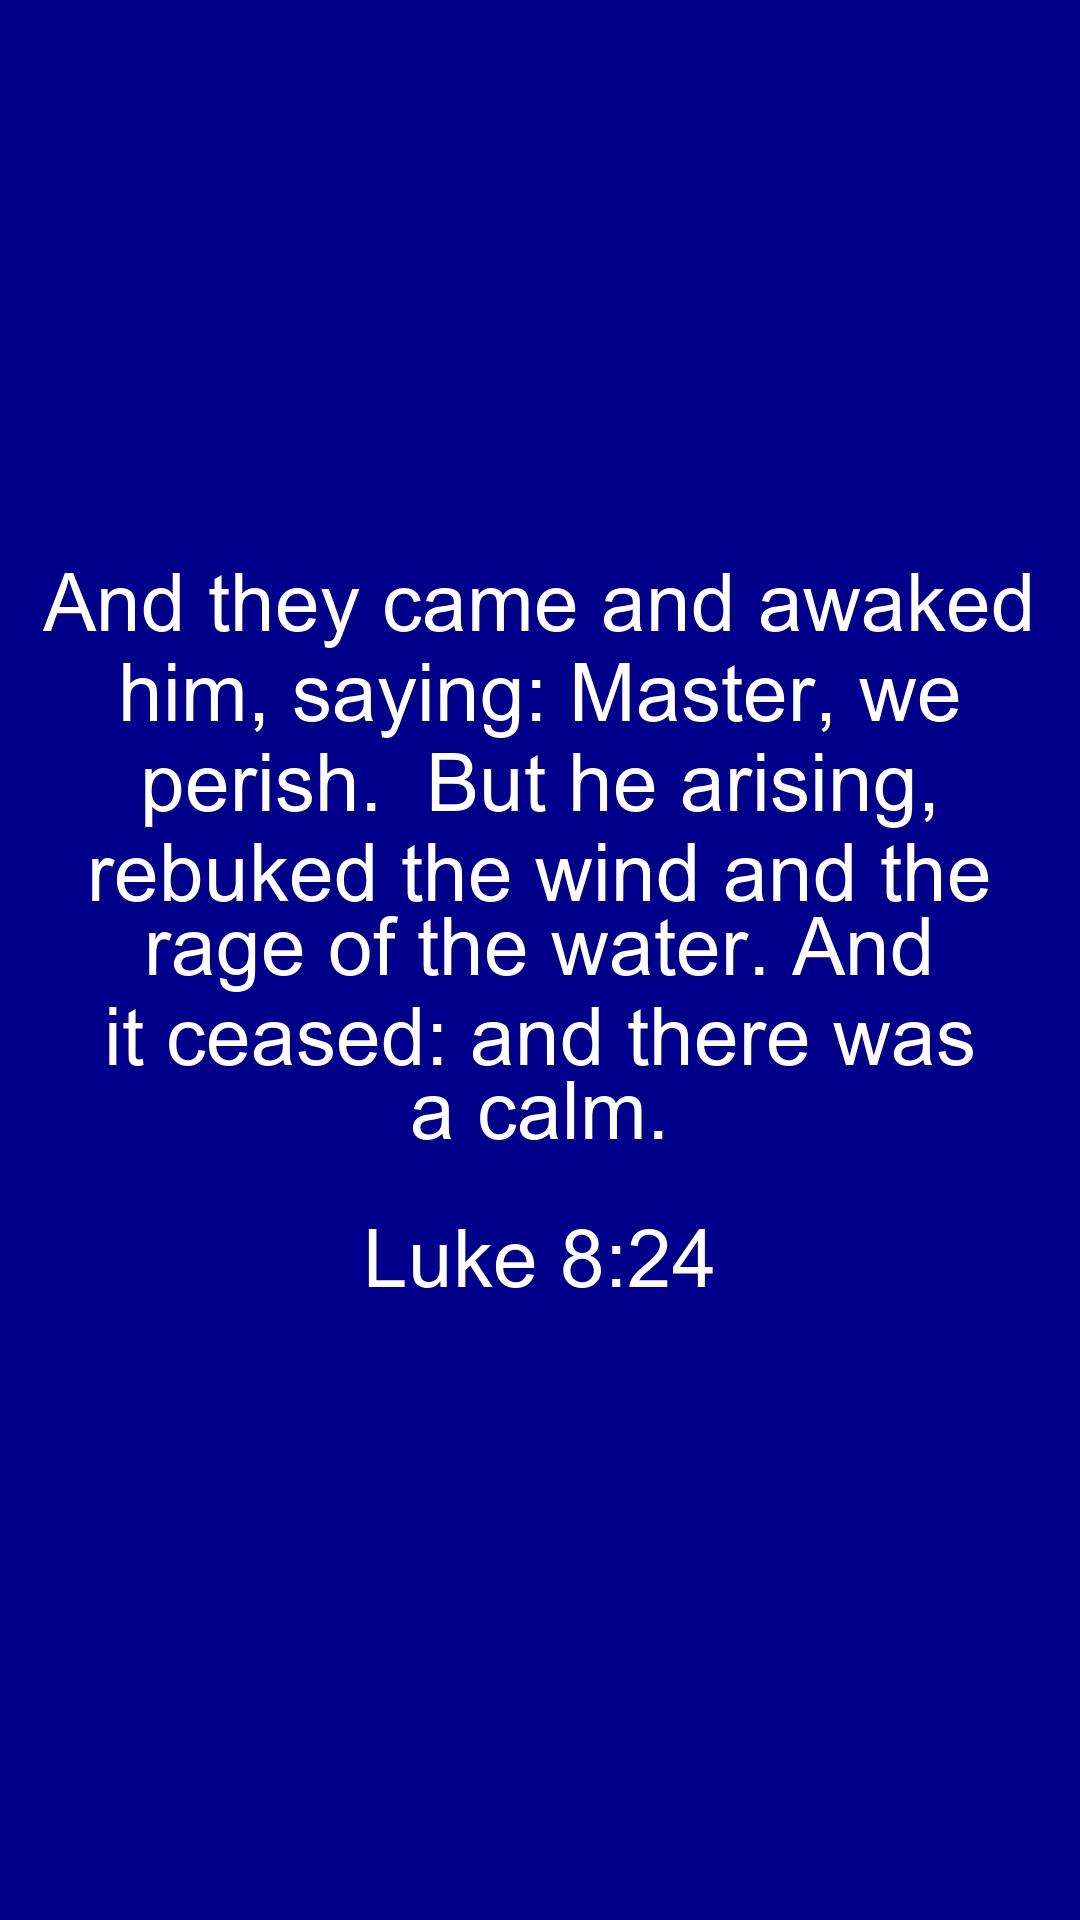 And they came and awaked
him, saying: Master, we
perish.  But he arising,
rebuked the wind and the
rage of the water. And
it ceased: and there was
a calm.
Luke 8:24